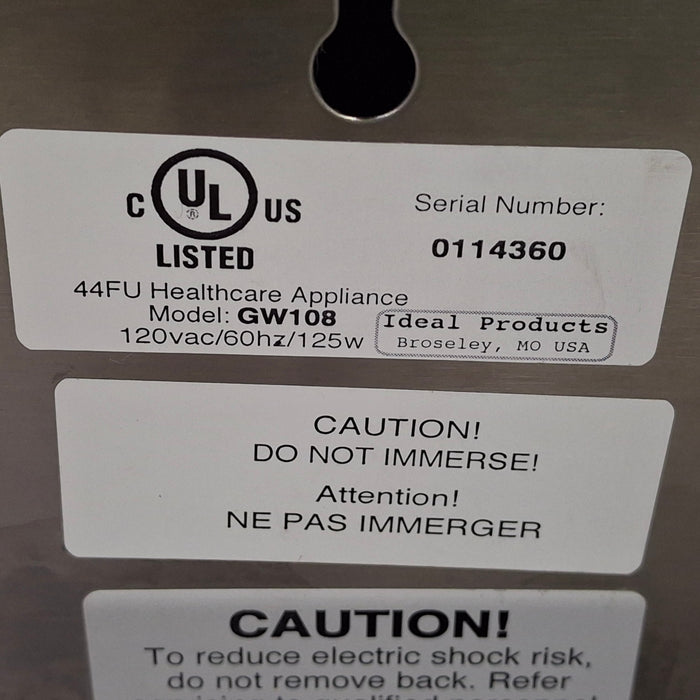 C UL® US
LISTED
Serial Number:
0114360
44FU Healthcare Appliance
Model: GW108
120vac/60hz/125w
Ideal Products
Broseley, MO USA
CAUTION!
DO NOT IMMERSE!
Attention!
NE PAS IMMERGER
CAUTION!
To reduce electric shock risk,
do not remove back. Refer